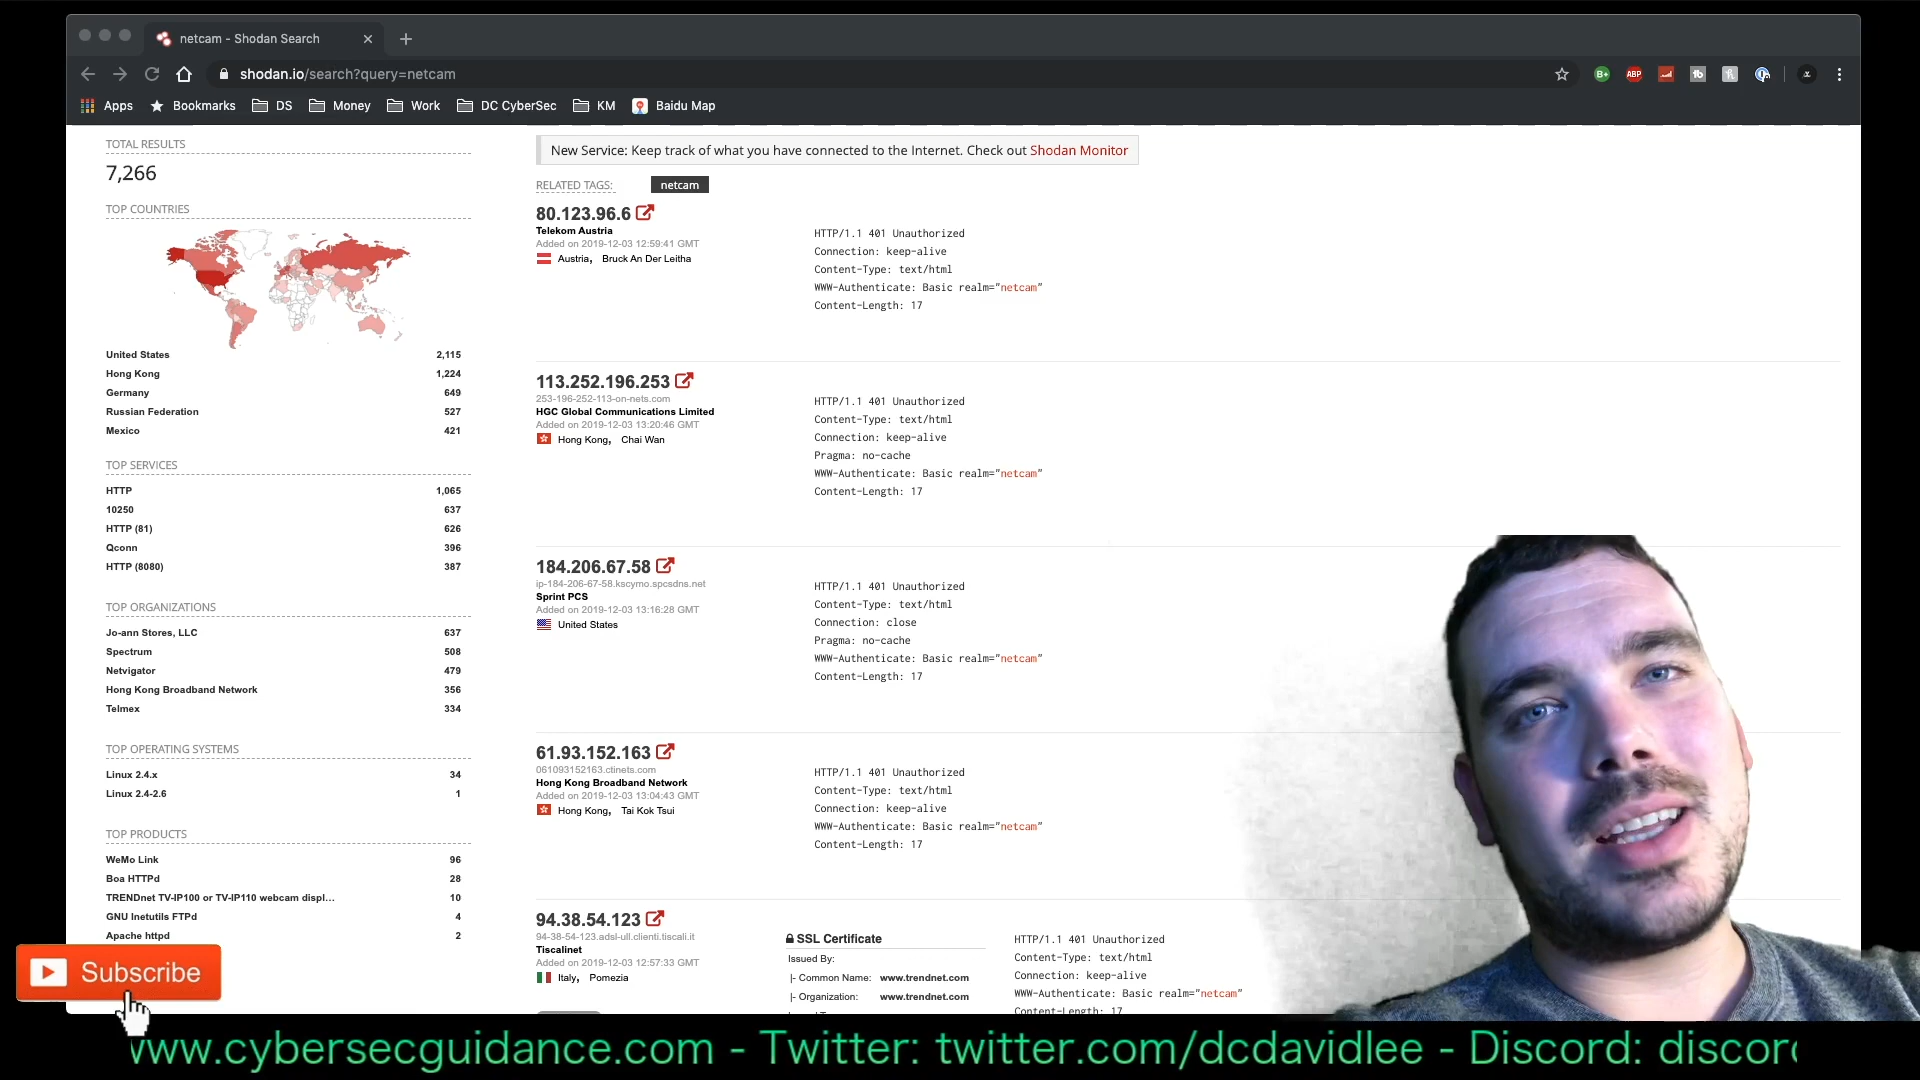 netcam - Shodan Search
shodan.io/search?query=netcam
ABP
Apps Bookmarks DS Money Work DC CyberSec KM Baidu Map
TOTAL RESULTS
7,266
TOP COUNTRIES
United States 2,115
Hong Kong 1,224
Germany 649
Russian Federation 527
Mexico 421
TOP SERVICES
HTTP 1,065
10250 637
HTTP (81) 626
Qconn 396
HTTP (8080) 387
TOP ORGANIZATIONS
Jo-ann Stores, LLC 637
Spectrum 508
Netvigator 479
Hong Kong Broadband Network 356
Telmex 334
TOP OPERATING SYSTEMS
Linux 2.4.x 34
Linux 2.4-2.6 1
TOP PRODUCTS
WeMo Link 96
Boa HTTPd 28
TRENDnet TV-IP100 or TV-IP110 webcam displ... 10
GNU Inetutils FTPd 4
Apache httpd 2
New Service: Keep track of what you have connected to the Internet. Check out Shodan Monitor
RELATED TAGS: netcam
80.123.96.6
Telekom Austria
Added on 2019-12-03 12:59:41 GMT
Austria, Bruck An Der Leitha
HTTP/1.1 401 Unauthorized
Connection: keep-alive
Content-Type: text/html
WWW-Authenticate: Basic realm="netcam"
Content-Length: 17
113.252.196.253
253-196-252-113-on-nets.com
HGC Global Communications Limited
Added on 2019-12-03 13:20:46 GMT
Hong Kong, Chai Wan
HTTP/1.1 401 Unauthorized
Content-Type: text/html
Connection: keep-alive
Pragma: no-cache
WWW-Authenticate: Basic realm="netcam"
Content-Length: 17
184.206.67.58
ip-184-206-67-58.kscymo.spcsdns.net
Sprint PCS
Added on 2019-12-03 13:16:28 GMT
United States
HTTP/1.1 401 Unauthorized
Content-Type: text/html
Connection: close
Pragma: no-cache
WWW-Authenticate: Basic realm="netcam"
Content-Length: 17
61.93.152.163
061093152163.ctinets.com
Hong Kong Broadband Network
Added on 2019-12-03 13:04:43 GMT
Hong Kong, Tai Kok Tsui
HTTP/1.1 401 Unauthorized
Content-Type: text/html
Connection: keep-alive
WWW-Authenticate: Basic realm="netcam"
Content-Length: 17
94.38.54.123
94-38-54-123.adsl-ull.clienti.tiscali.it
Tiscalinet
Added on 2019-12-03 12:57:33 GMT
Italy, Pomezia
SSL Certificate
Issued By:
|- Common Name: www.trendnet.com
|- Organization: www.trendnet.com
HTTP/1.1 401 Unauthorized
Content-Type: text/html
Connection: keep-alive
WWW-Authenticate: Basic realm="netcam"
Content-Length: 17
Subscribe
www.cybersecguidance.com - Twitter: twitter.com/dcdavidlee - Discord: discord